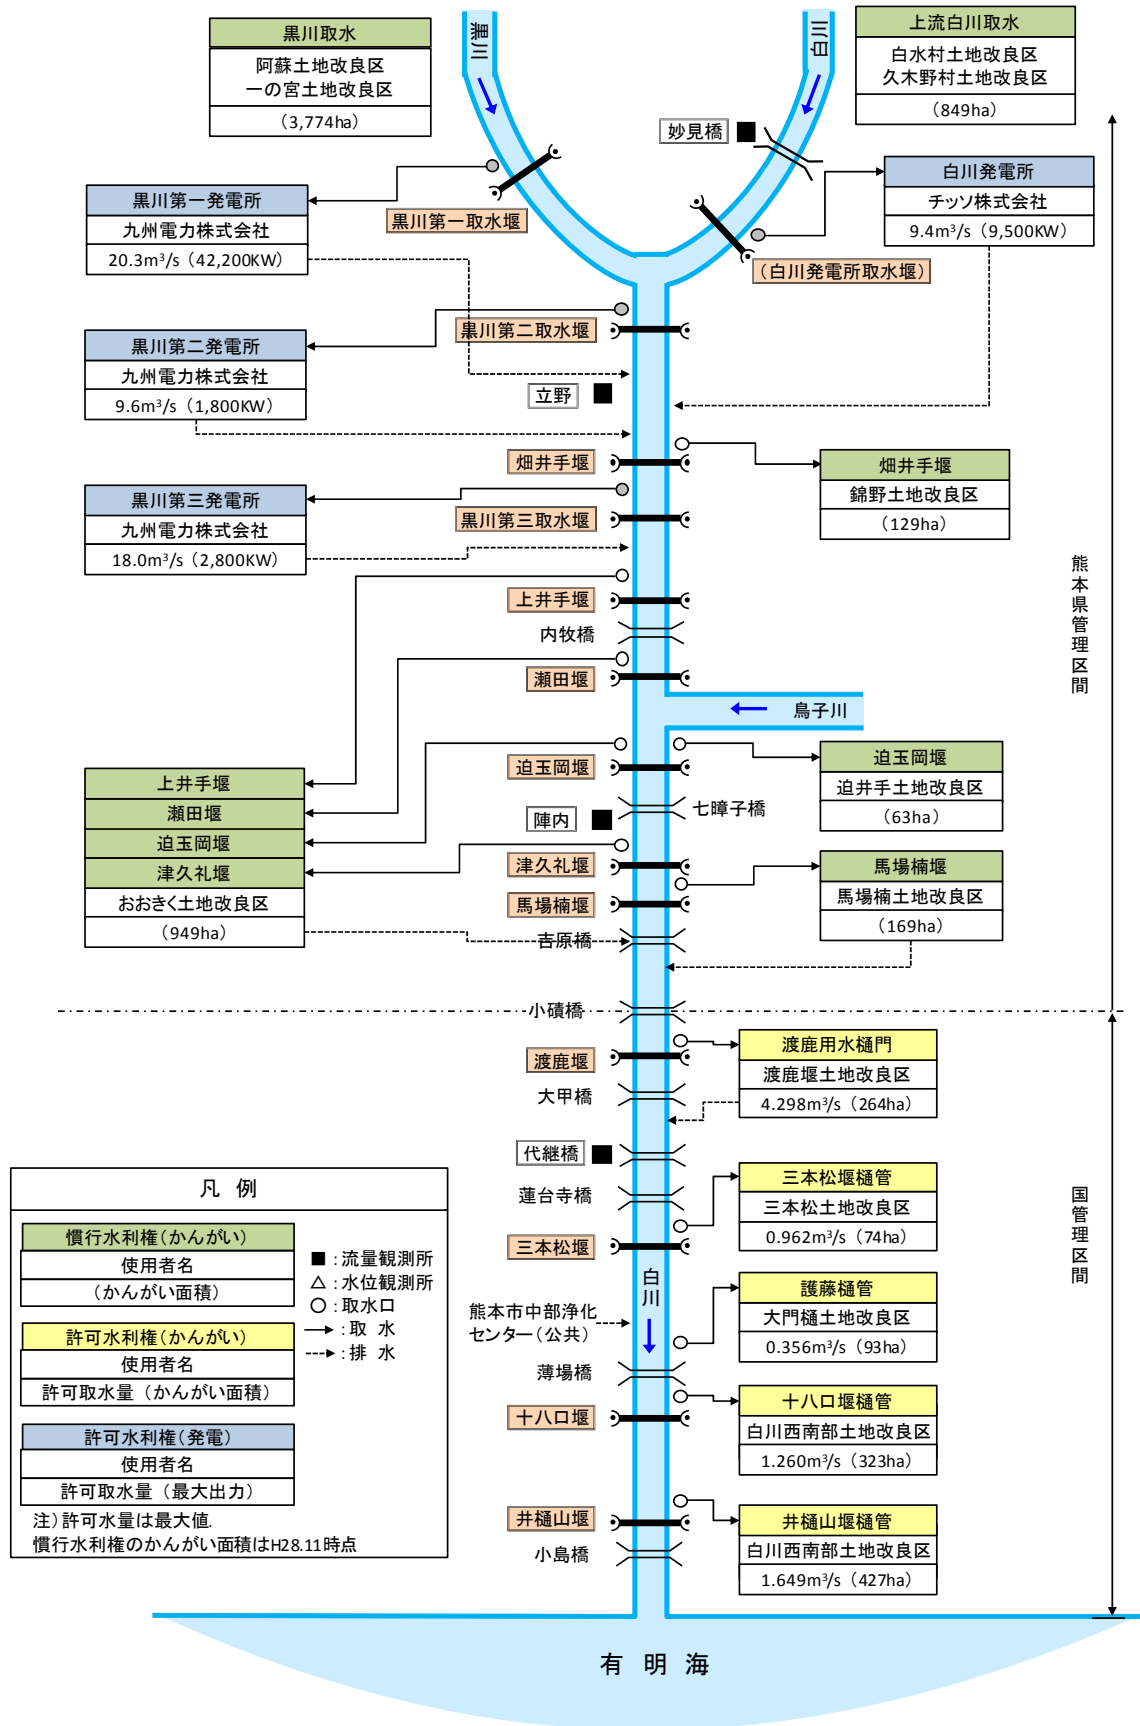 黒川取水
阿蘇土地改良区
一の宮土地改良区
（3,774ha）
黒川
白川
上流白川取水
白水村土地改良区
久木野村土地改良区
（849ha）
妙見橋
黒川第一発電所
九州電力株式会社
20.3m³/s（42,200KW）
黒川第一取水堰
白川発電所
チッソ株式会社
9.4m³/s（9,500KW）
（白川発電所取水堰）
黒川第二取水堰
黒川第二発電所
九州電力株式会社
9.6m³/s（1,800KW）
立野
畑井手堰
畑井手堰
錦野土地改良区
（129ha）
黒川第三発電所
九州電力株式会社
18.0m³/s（2,800KW）
黒川第三取水堰
熊本県管理区間
上井手堰
内牧橋
瀬田堰
鳥子川
迫玉岡堰
迫玉岡堰
迫井手土地改良区
（63ha）
上井手堰
瀬田堰
迫玉岡堰
津久礼堰
おおきく土地改良区
（949ha）
七障子橋
陣内
津久礼堰
馬場楠堰
馬場楠堰
馬場楠土地改良区
（169ha）
吉原橋
小磧橋
渡鹿堰
渡鹿用水樋門
渡鹿堰土地改良区
4.298m³/s（264ha）
大甲橋
代継橋
蓮台寺橋
三本松堰樋管
三本松土地改良区
0.962m³/s（74ha）
国管理区間
三本松堰
白川
熊本市中部浄化
センター（公共）
護藤樋管
大門樋土地改良区
0.356m³/s（93ha）
薄場橋
十八口堰
十八口堰樋管
白川西南部土地改良区
1.260m³/s（323ha）
井樋山堰
井樋山堰樋管
白川西南部土地改良区
1.649m³/s（427ha）
小島橋
凡 例
慣行水利権（かんがい）
使用者名
（かんがい面積）
許可水利権（かんがい）
使用者名
許可取水量（かんがい面積）
許可水利権（発電）
使用者名
許可取水量（最大出力）
■：流量観測所
△：水位観測所
○：取水口
→：取 水
⇢：排 水
注）許可水量は最大値.
慣行水利権のかんがい面積はH28.11時点
有 明 海